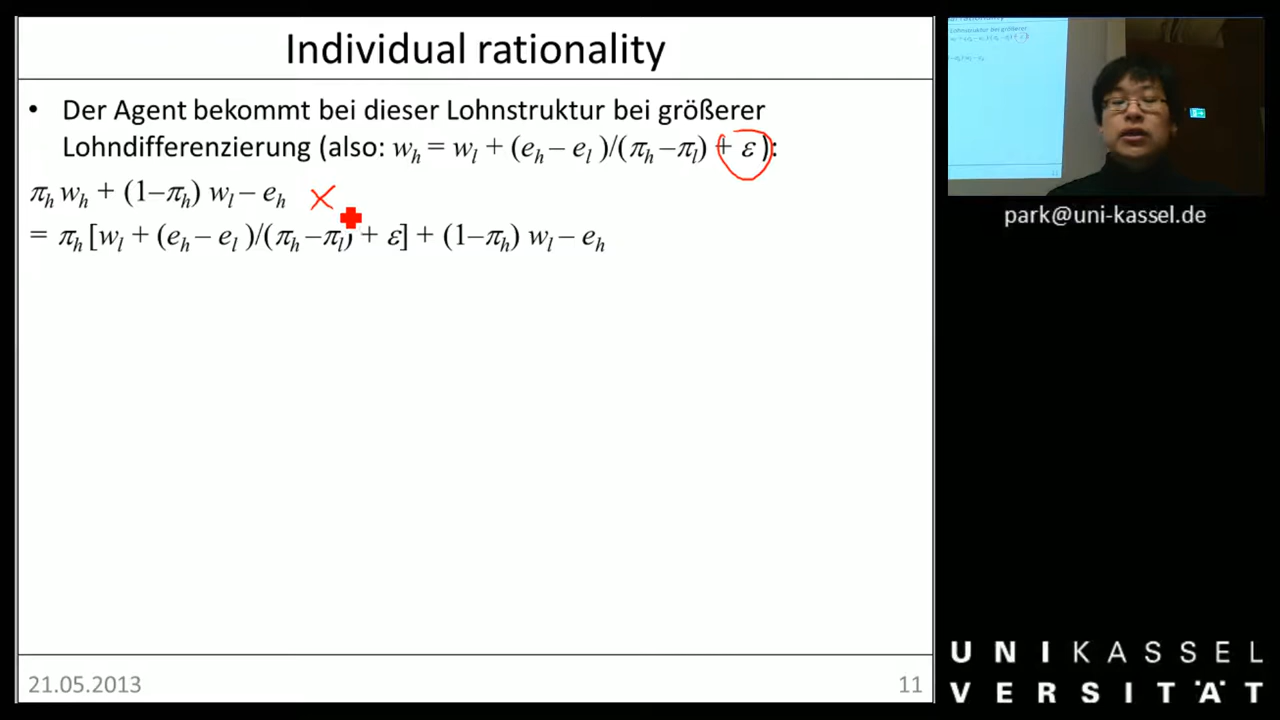 Individual rationality
• Der Agent bekommt bei dieser Lohnstruktur bei größerer
Lohndifferenzierung (also: wₕ = wₗ + (eₕ – eₗ )/(πₕ –πₗ) + ε ):
πₕ wₕ + (1–πₕ) wₗ – eₕ
= πₕ [wₗ + (eₕ – eₗ )/(πₕ –πₗ) + ε] + (1–πₕ) wₗ – eₕ
21.05.2013
11
park@uni-kassel.de
UNIKASSEL
VERSITÄT